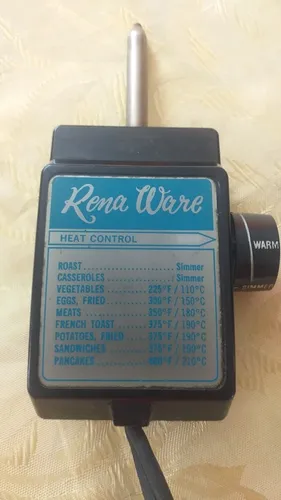 Rena Ware
HEAT CONTROL
ROAST .................. Simmer
CASSEROLES ............. Simmer
VEGETABLES ....... 225°F / 110°C
EGGS, FRIED ...... 300°F / 150°C
MEATS ............ 350°F / 180°C
FRENCH TOAST ..... 375°F / 190°C
POTATOES, FRIED .. 375°F / 190°C
SANDWICHES ....... 375°F / 190°C
PANCAKES ......... 400°F / 210°C
WARM
SIMMER